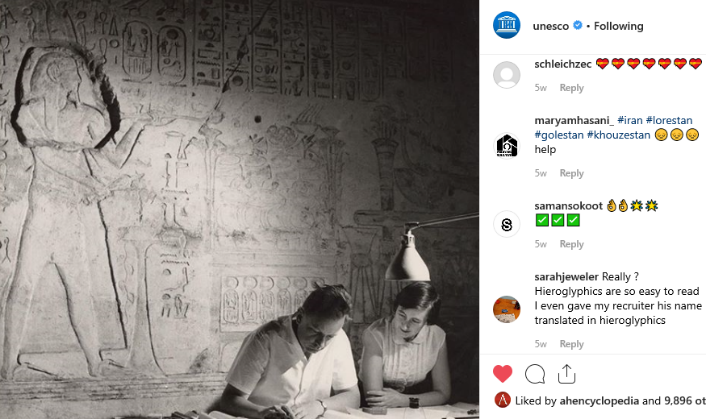 unesco • Following
schleichzec
5w Reply
maryamhasani_ #iran #lorestan
#golestan #khouzestan
help
5w Reply
samansokoot
S
5w Reply
sarahjeweler Really ?
Hieroglyphics are so easy to read
I even gave my recruiter his name
translated in hieroglyphics
5w Reply
A Liked by ahencyclopedia and 9,896 ot